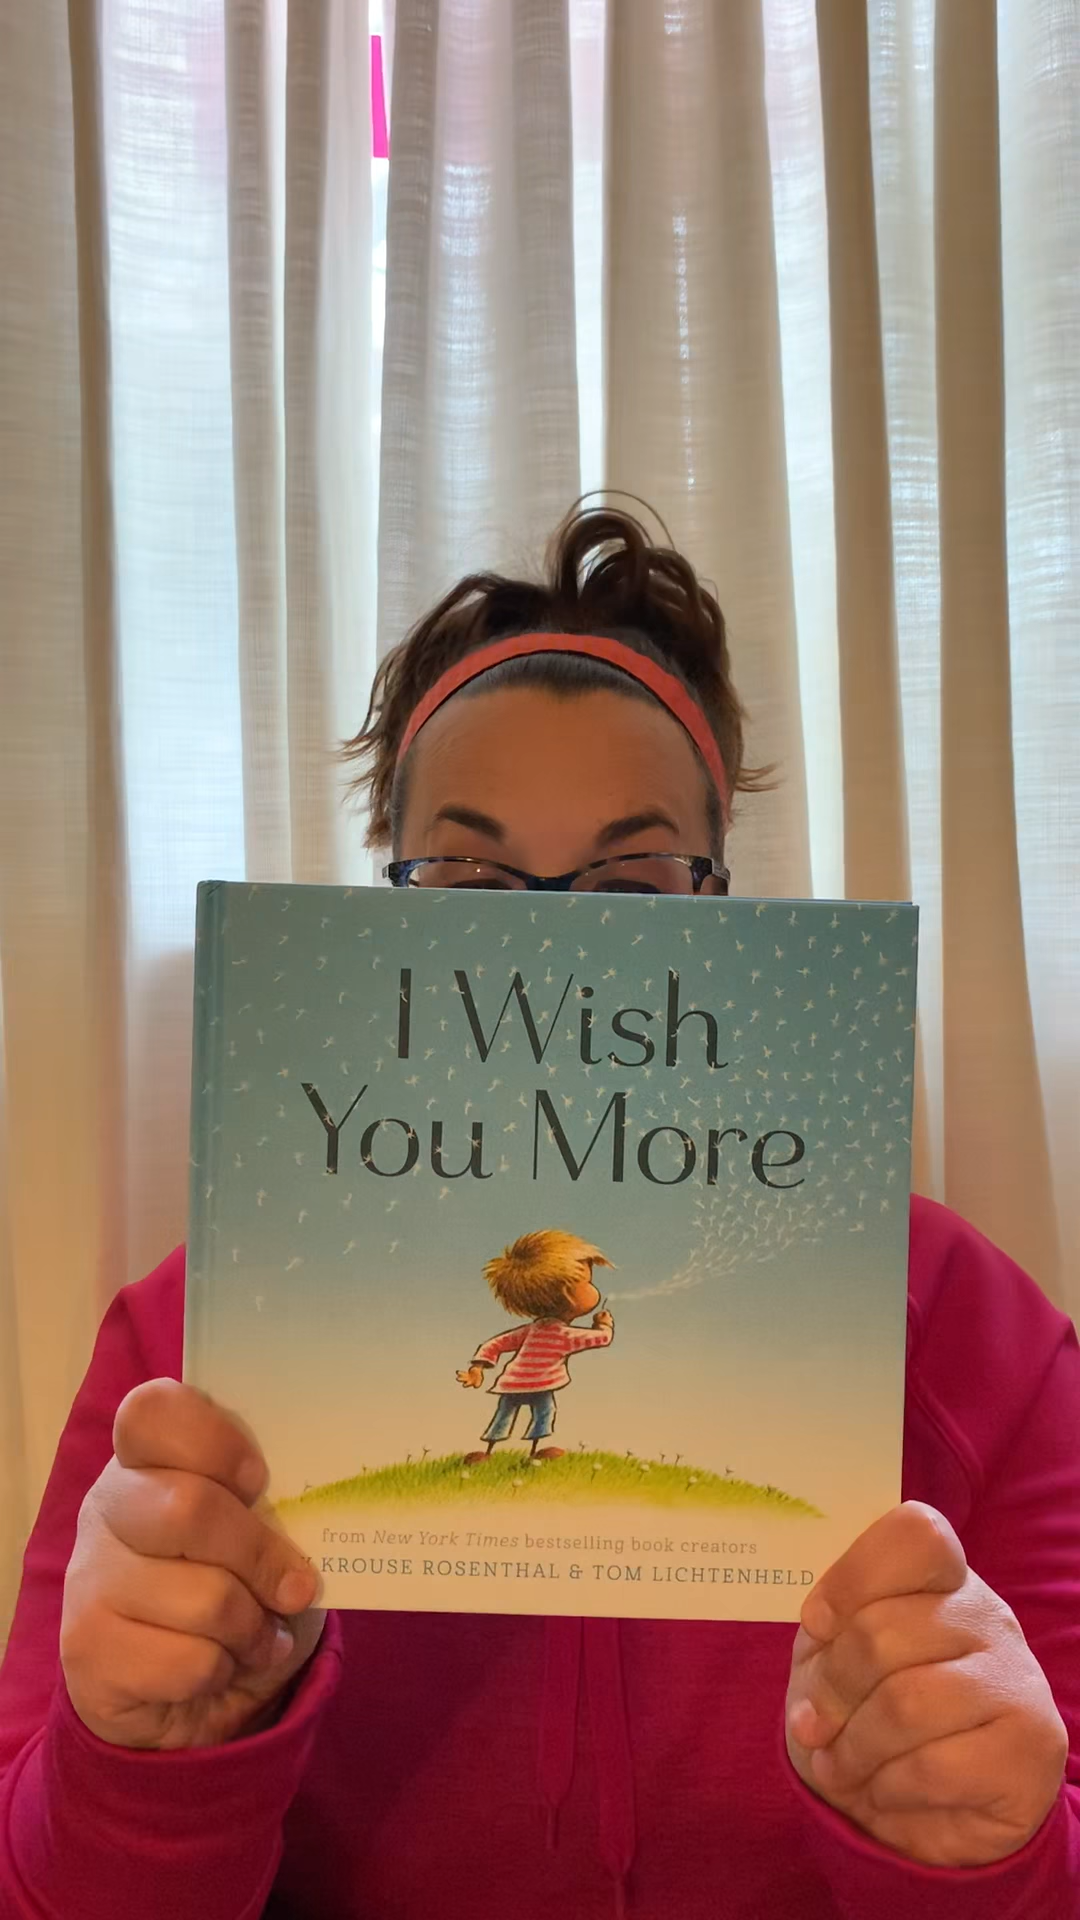 I Wish
You More
from New York Times bestselling book creators
KROUSE ROSENTHAL & TOM LICHTENHELD